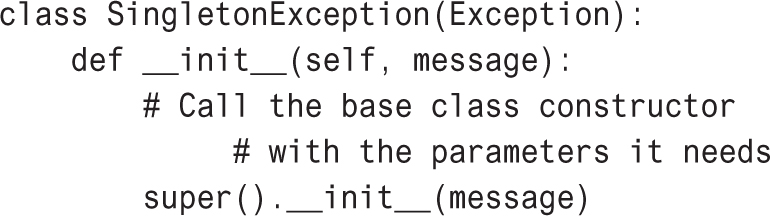 class SingletonException(Exception):
    def __init__(self, message):
        # Call the base class constructor
             # with the parameters it needs
        super().__init__(message)